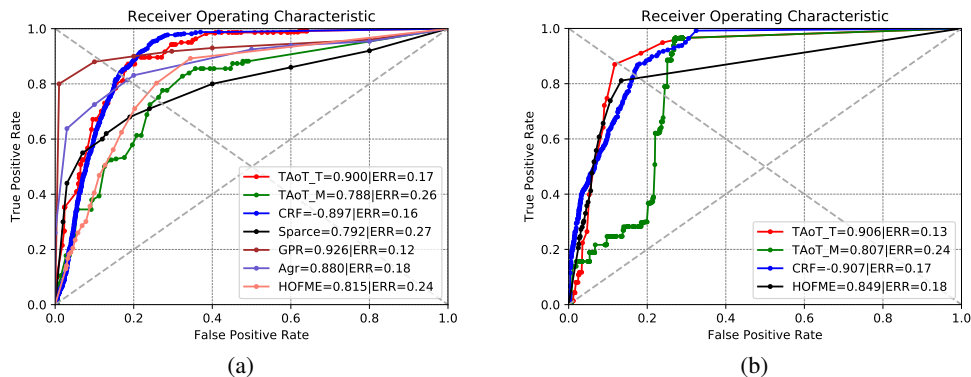 Receiver Operating Characteristic
1.0
0.8
0.6
0.4
0.2
0.0
True Positive Rate
TAoT_T=0.900|ERR=0.17
TAoT_M=0.788|ERR=0.26
CRF=-0.897|ERR=0.16
Sparce=0.792|ERR=0.27
GPR=0.926|ERR=0.12
Agr=0.880|ERR=0.18
HOFME=0.815|ERR=0.24
0.0 0.2 0.4 0.6 0.8 1.0
False Positive Rate
(a)
Receiver Operating Characteristic
1.0
0.8
0.6
0.4
0.2
0.0
True Positive Rate
TAoT_T=0.906|ERR=0.13
TAoT_M=0.807|ERR=0.24
CRF=-0.907|ERR=0.17
HOFME=0.849|ERR=0.18
0.0 0.2 0.4 0.6 0.8 1.0
False Positive Rate
(b)